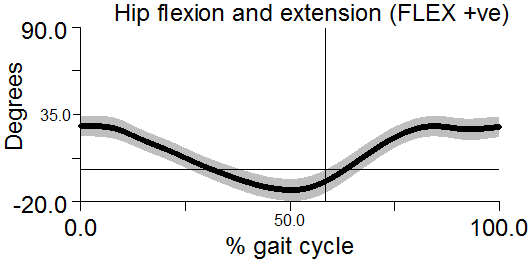 Hip flexion and extension (FLEX +ve)
90.0
Degrees
35.0
-20.0
0.0
50.0
100.0
% gait cycle